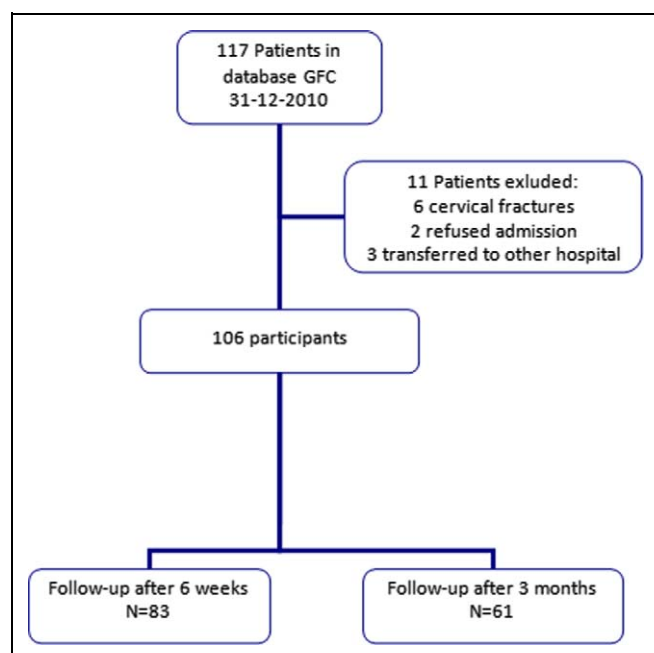 117 Patients in
database GFC
31-12-2010
11 Patients exluded:
6 cervical fractures
2 refused admission
3 transferred to other hospital
106 participants
Follow-up after 6 weeks
N=83
Follow-up after 3 months
N=61